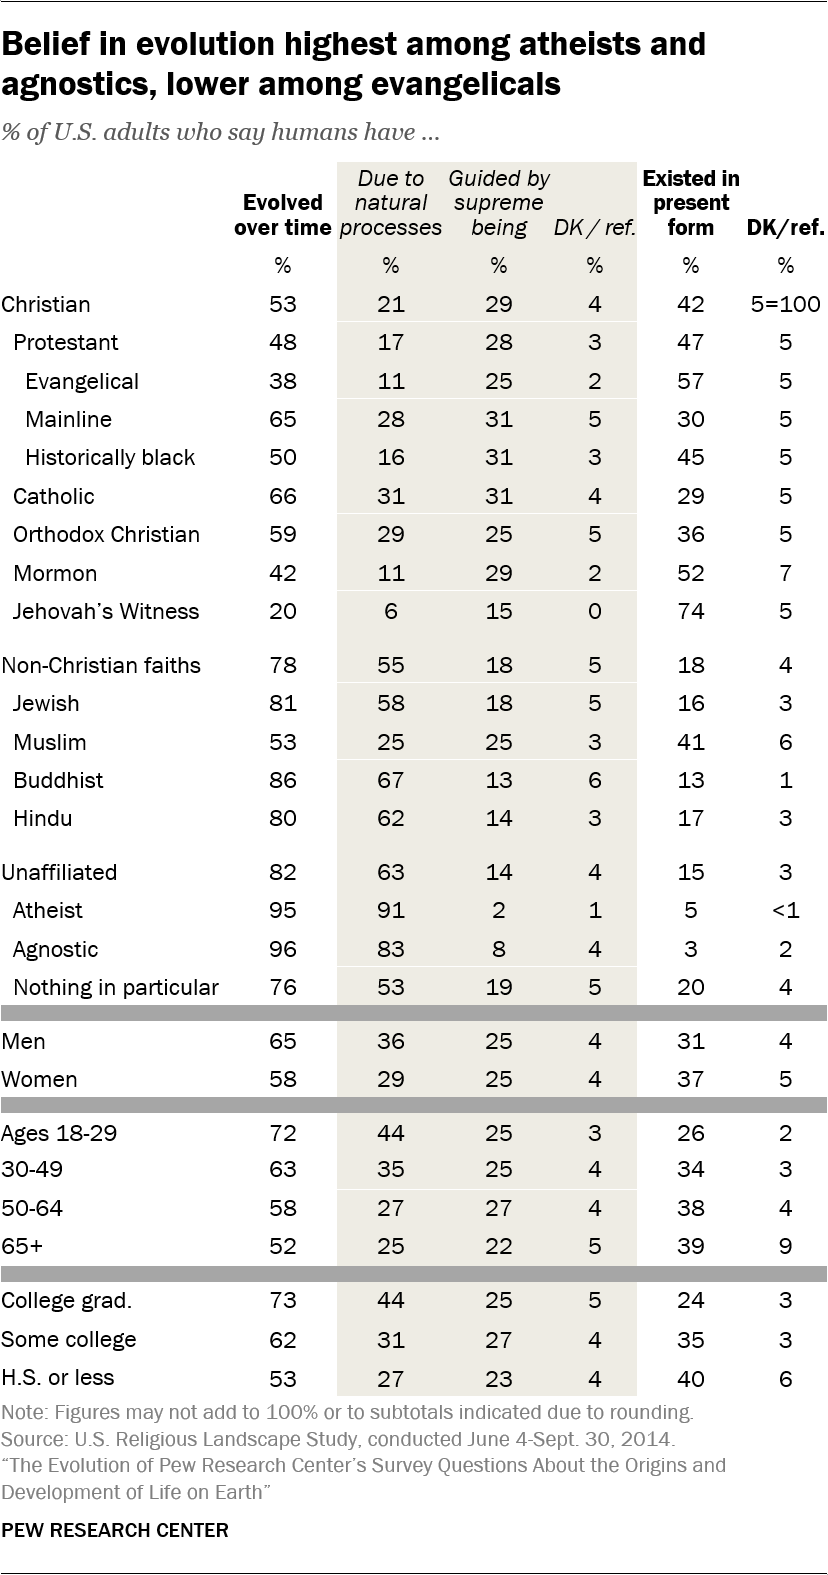 Belief in evolution highest among atheists and
agnostics, lower among evangelicals
% of U.S. adults who say humans have ...
Evolved over time Due to natural processes Guided by supreme being DK / ref. Existed in present form DK/ref.
% % % % % %
Christian 53 21 29 4 42 5=100
Protestant 48 17 28 3 47 5
Evangelical 38 11 25 2 57 5
Mainline 65 28 31 5 30 5
Historically black 50 16 31 3 45 5
Catholic 66 31 31 4 29 5
Orthodox Christian 59 29 25 5 36 5
Mormon 42 11 29 2 52 7
Jehovah’s Witness 20 6 15 0 74 5
Non-Christian faiths 78 55 18 5 18 4
Jewish 81 58 18 5 16 3
Muslim 53 25 25 3 41 6
Buddhist 86 67 13 6 13 1
Hindu 80 62 14 3 17 3
Unaffiliated 82 63 14 4 15 3
Atheist 95 91 2 1 5 <1
Agnostic 96 83 8 4 3 2
Nothing in particular 76 53 19 5 20 4
Men 65 36 25 4 31 4
Women 58 29 25 4 37 5
Ages 18-29 72 44 25 3 26 2
30-49 63 35 25 4 34 3
50-64 58 27 27 4 38 4
65+ 52 25 22 5 39 9
College grad. 73 44 25 5 24 3
Some college 62 31 27 4 35 3
H.S. or less 53 27 23 4 40 6
Note: Figures may not add to 100% or to subtotals indicated due to rounding.
Source: U.S. Religious Landscape Study, conducted June 4-Sept. 30, 2014.
“The Evolution of Pew Research Center’s Survey Questions About the Origins and
Development of Life on Earth”
PEW RESEARCH CENTER